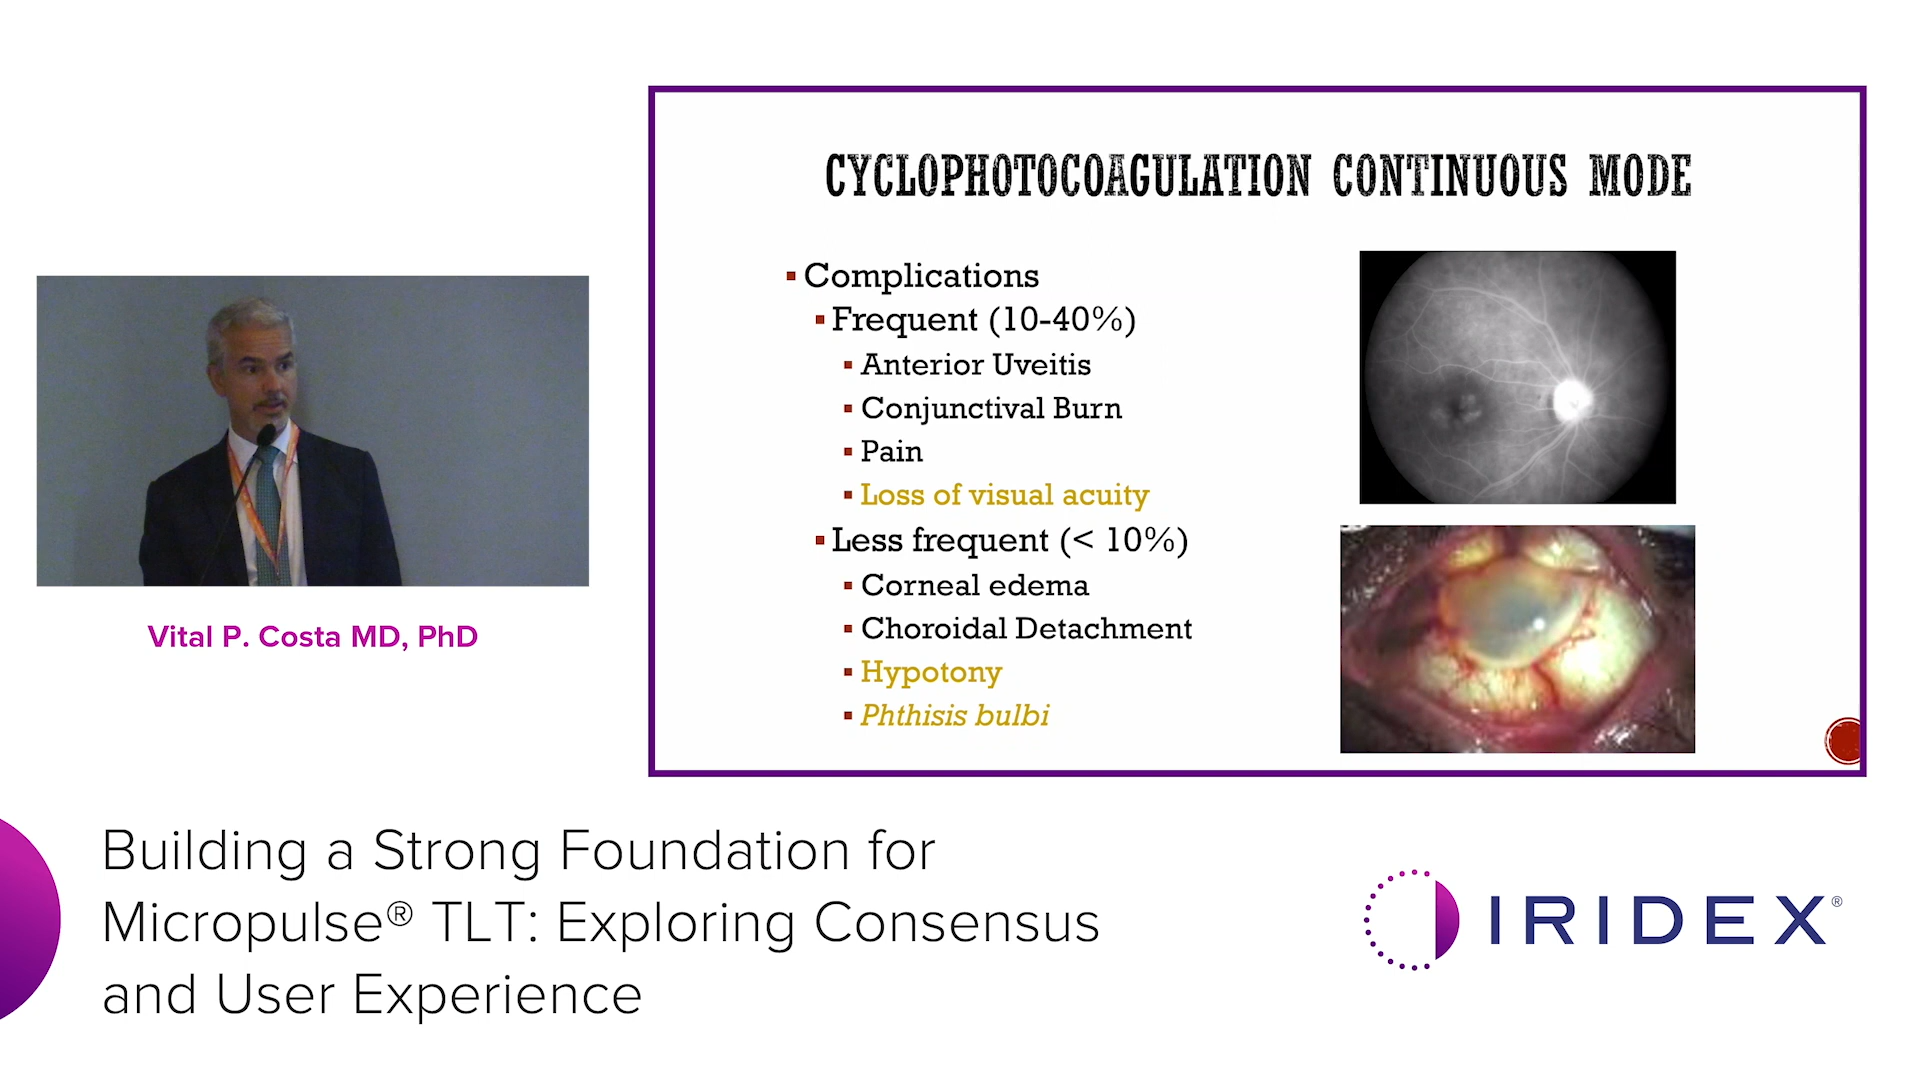 CYCLOPHOTOCOAGULATION CONTINUOUS MODE
Complications
Frequent (10-40%)
Anterior Uveitis
Conjunctival Burn
Pain
Loss of visual acuity
Less frequent (< 10%)
Corneal edema
Choroidal Detachment
Hypotony
Phthisis bulbi
Vital P. Costa MD, PhD
Building a Strong Foundation for
Micropulse® TLT: Exploring Consensus
and User Experience
IRIDEX®